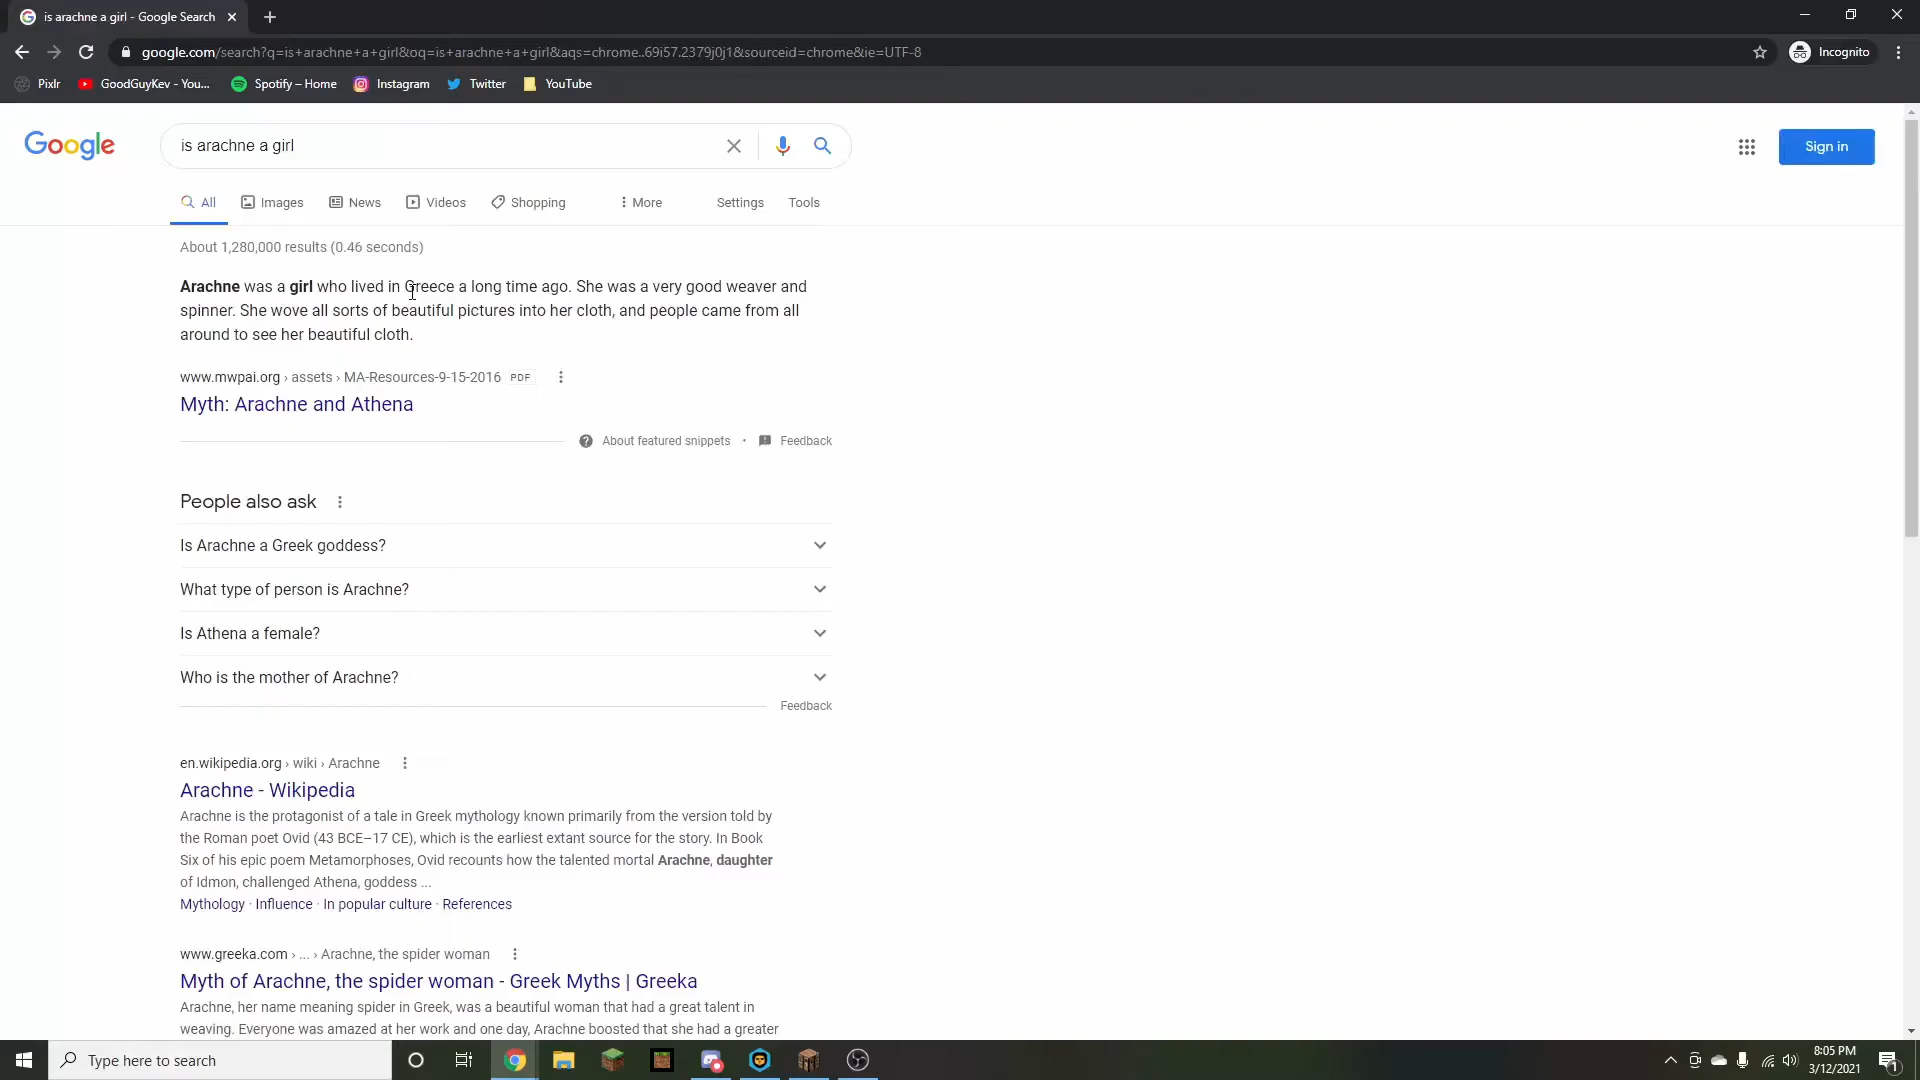 is arachne a girl - Google Search
google.com/search?q=is+arachne+a+girl&oq=is+arachne+a+girl&aqs=chrome..69i57.2379j0j1&sourceid=chrome&ie=UTF-8
Incognito
Pixlr
GoodGuyKev - You...
Spotify – Home
Instagram
Twitter
YouTube
Google
is arachne a girl
Sign in
All
Images
News
Videos
Shopping
More
Settings
Tools
About 1,280,000 results (0.46 seconds)
Arachne was a girl who lived in Greece a long time ago. She was a very good weaver and
spinner. She wove all sorts of beautiful pictures into her cloth, and people came from all
around to see her beautiful cloth.
www.mwpai.org › assets › MA-Resources-9-15-2016 PDF
Myth: Arachne and Athena
About featured snippets • Feedback
People also ask
Is Arachne a Greek goddess?
What type of person is Arachne?
Is Athena a female?
Who is the mother of Arachne?
Feedback
en.wikipedia.org › wiki › Arachne
Arachne - Wikipedia
Arachne is the protagonist of a tale in Greek mythology known primarily from the version told by
the Roman poet Ovid (43 BCE–17 CE), which is the earliest extant source for the story. In Book
Six of his epic poem Metamorphoses, Ovid recounts how the talented mortal Arachne, daughter
of Idmon, challenged Athena, goddess ...
Mythology · Influence · In popular culture · References
www.greeka.com › ... › Arachne, the spider woman
Myth of Arachne, the spider woman - Greek Myths | Greeka
Arachne, her name meaning spider in Greek, was a beautiful woman that had a great talent in
weaving. Everyone was amazed at her work and one day, Arachne boosted that she had a greater
Type here to search
8:05 PM
3/12/2021
1